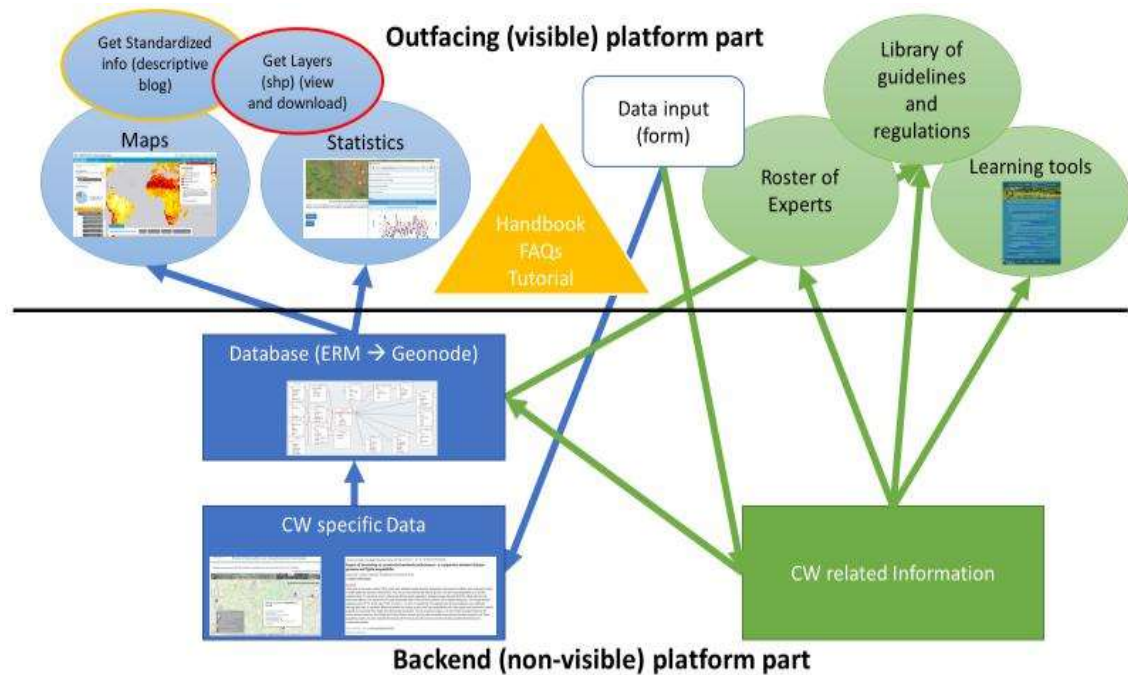 Outfacing (visible) platform part
Get Standardized
info (descriptive
blog)
Get Layers
(shp) (view
and download)
Maps
Statistics
Data input
(form)
Library of
guidelines
and
regulations
Roster of
Experts
Learning tools
Handbook
FAQs
Tutorial
Database (ERM → Geonode)
CW specific Data
CW related Information
Backend (non-visible) platform part